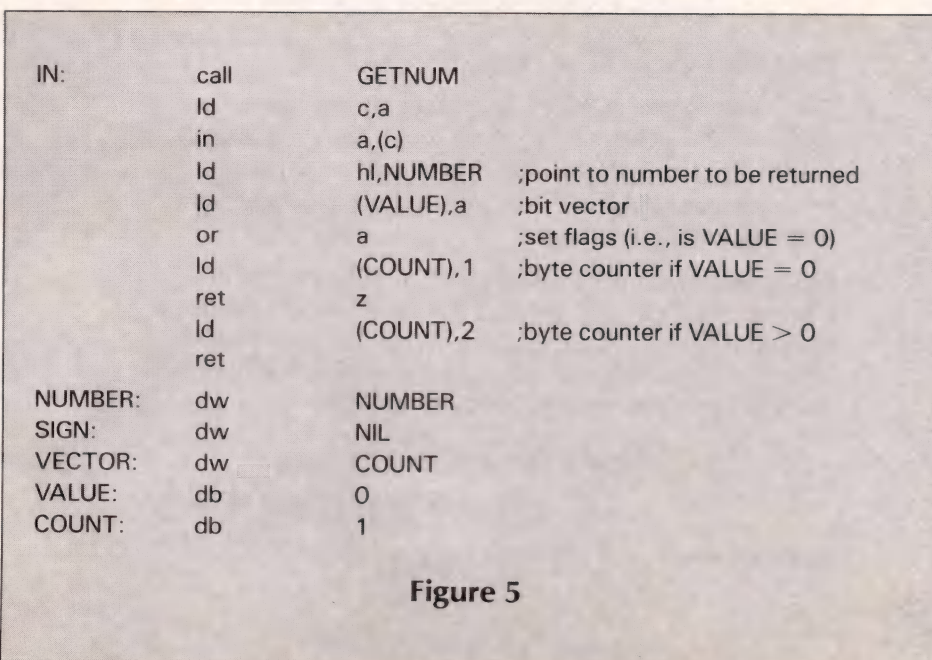 IN: call GETNUM
ld c,a
in a,(c)
ld hl,NUMBER ;point to number to be returned
ld (VALUE),a ;bit vector
or a ;set flags (i.e., is VALUE = 0)
ld (COUNT),1 ;byte counter if VALUE = 0
ret z
ld (COUNT),2 ;byte counter if VALUE > 0
ret
NUMBER: dw NUMBER
SIGN: dw NIL
VECTOR: dw COUNT
VALUE: db 0
COUNT: db 1
Figure 5